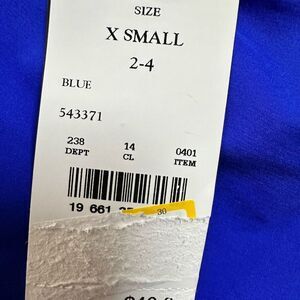 SIZE
X SMALL
2-4
BLUE
543371
238 14 0401
DEPT CL ITEM
19 661
30